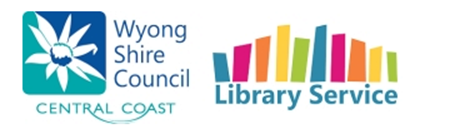 Wyong
Shire
Council
CENTRAL COAST
Library Service